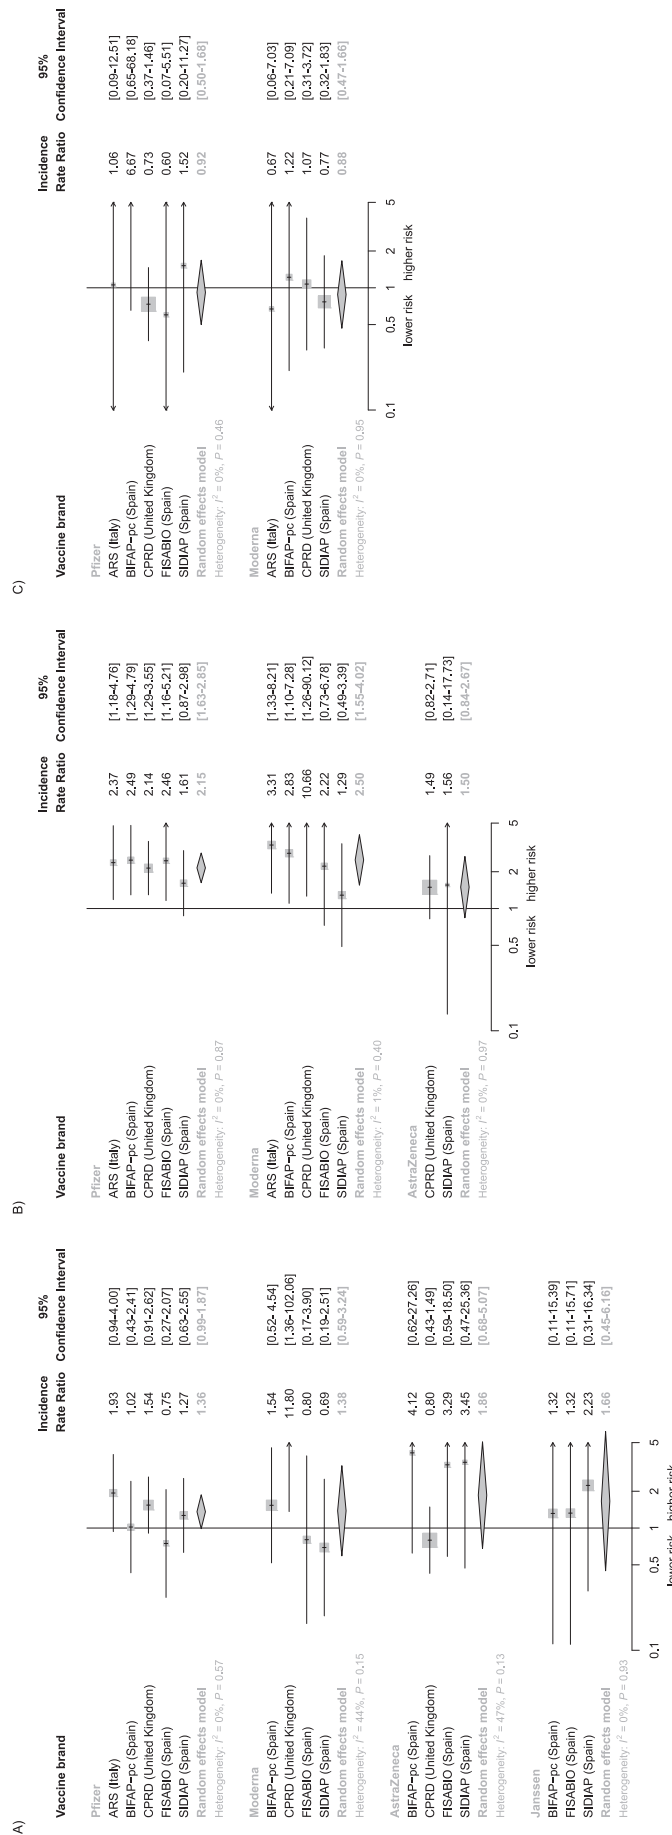 A)
Vaccine brand Incidence Rate Ratio 95% Confidence Interval
Pfizer
ARS (Italy) 1.93 [0.94-4.00]
BIFAP-pc (Spain) 1.02 [0.43-2.41]
CPRD (United Kingdom) 1.54 [0.91-2.62]
FISABIO (Spain) 0.75 [0.27-2.07]
SIDIAP (Spain) 1.27 [0.63-2.55]
Random effects model 1.36 [0.99-1.87]
Heterogeneity: I² = 0%, P = 0.57
Moderna
BIFAP-pc (Spain) 1.54 [0.52- 4.54]
CPRD (United Kingdom) 11.80 [1.36-102.06]
FISABIO (Spain) 0.80 [0.17-3.90]
SIDIAP (Spain) 0.69 [0.19-2.51]
Random effects model 1.38 [0.59-3.24]
Heterogeneity: I² = 44%, P = 0.15
AstraZeneca
BIFAP-pc (Spain) 4.12 [0.62-27.26]
CPRD (United Kingdom) 0.80 [0.43-1.49]
FISABIO (Spain) 3.29 [0.59-18.50]
SIDIAP (Spain) 3.45 [0.47-25.36]
Random effects model 1.86 [0.68-5.07]
Heterogeneity: I² = 47%, P = 0.13
Janssen
BIFAP-pc (Spain) 1.32 [0.11-15.39]
FISABIO (Spain) 1.32 [0.11-15.71]
SIDIAP (Spain) 2.23 [0.31-16.34]
Random effects model 1.66 [0.45-6.16]
Heterogeneity: I² = 0%, P = 0.93
0.1 0.5 1 2 5
lower risk higher risk
B)
Vaccine brand Incidence Rate Ratio 95% Confidence Interval
Pfizer
ARS (Italy) 2.37 [1.18-4.76]
BIFAP-pc (Spain) 2.49 [1.29-4.79]
CPRD (United Kingdom) 2.14 [1.29-3.55]
FISABIO (Spain) 2.46 [1.16-5.21]
SIDIAP (Spain) 1.61 [0.87-2.98]
Random effects model 2.15 [1.63-2.85]
Heterogeneity: I² = 0%, P = 0.87
Moderna
ARS (Italy) 3.31 [1.33-8.21]
BIFAP-pc (Spain) 2.83 [1.10-7.28]
CPRD (United Kingdom) 10.66 [1.26-90.12]
FISABIO (Spain) 2.22 [0.73-6.78]
SIDIAP (Spain) 1.29 [0.49-3.39]
Random effects model 2.50 [1.55-4.02]
Heterogeneity: I² = 1%, P = 0.40
AstraZeneca
CPRD (United Kingdom) 1.49 [0.82-2.71]
SIDIAP (Spain) 1.56 [0.14-17.73]
Random effects model 1.50 [0.84-2.67]
Heterogeneity: I² = 0%, P = 0.97
0.1 0.5 1 2 5
lower risk higher risk
C)
Vaccine brand Incidence Rate Ratio 95% Confidence Interval
Pfizer
ARS (Italy) 1.06 [0.09-12.51]
BIFAP-pc (Spain) 6.67 [0.65-68.18]
CPRD (United Kingdom) 0.73 [0.37-1.46]
FISABIO (Spain) 0.60 [0.07-5.51]
SIDIAP (Spain) 1.52 [0.20-11.27]
Random effects model 0.92 [0.50-1.68]
Heterogeneity: I² = 0%, P = 0.46
Moderna
ARS (Italy) 0.67 [0.06-7.03]
BIFAP-pc (Spain) 1.22 [0.21-7.09]
CPRD (United Kingdom) 1.07 [0.31-3.72]
SIDIAP (Spain) 0.77 [0.32-1.83]
Random effects model 0.88 [0.47-1.66]
Heterogeneity: I² = 0%, P = 0.95
0.1 0.5 1 2 5
lower risk higher risk